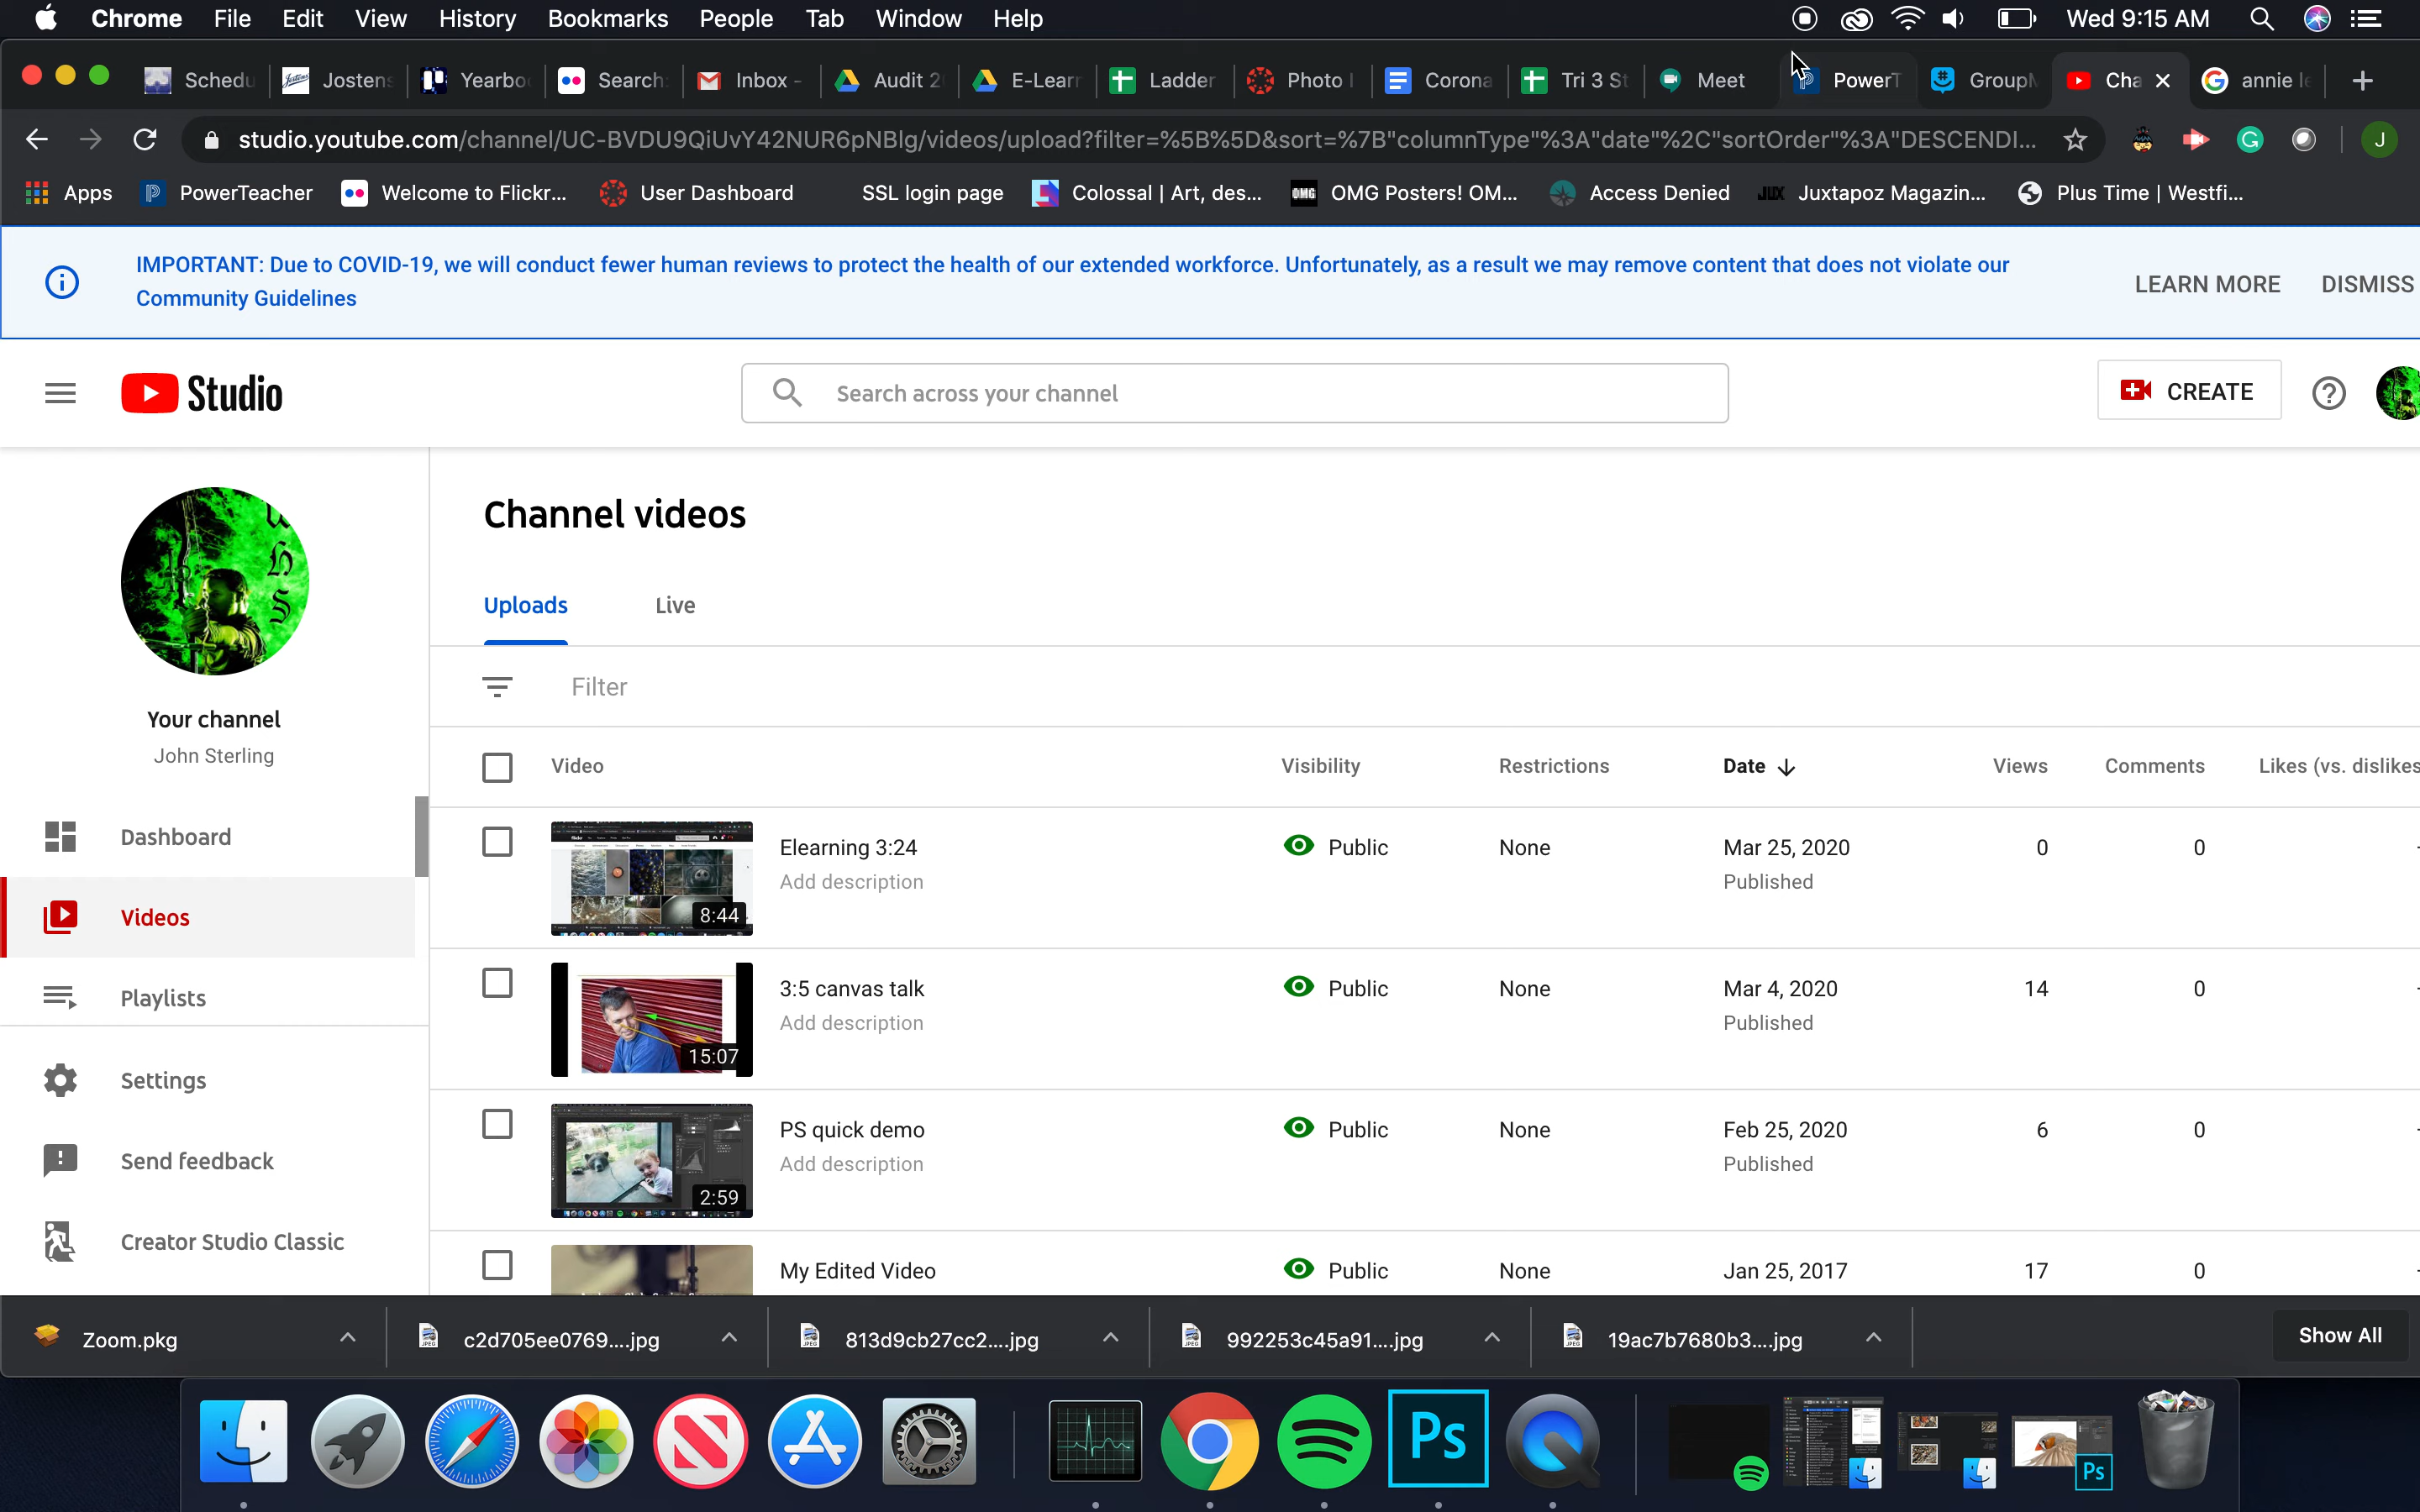 Chrome File Edit View History Bookmarks People Tab Window Help Wed 9:15 AM
Schedu Jostens Yearbo Search: Inbox - Audit 2 E-Learn Ladder Photo I Corona Tri 3 St Meet PowerT GroupM Cha annie le
studio.youtube.com/channel/UC-BVDU9QiUvY42NUR6pNBlg/videos/upload?filter=%5B%5D&sort=%7B"columnType"%3A"date"%2C"sortOrder"%3A"DESCENDI... J
Apps PowerTeacher Welcome to Flickr... User Dashboard SSL login page Colossal | Art, des... OMG OMG Posters! OM... Access Denied JUX Juxtapoz Magazin... Plus Time | Westfi...
IMPORTANT: Due to COVID-19, we will conduct fewer human reviews to protect the health of our extended workforce. Unfortunately, as a result we may remove content that does not violate our
Community Guidelines
LEARN MORE DISMISS
Studio
Search across your channel
CREATE
WHS
Your channel
John Sterling
Dashboard
Videos
Playlists
Settings
Send feedback
Creator Studio Classic
Channel videos
Uploads Live
Filter
Video Visibility Restrictions Date Views Comments Likes (vs. dislikes
Elearning 3:24 Public None Mar 25, 2020 0 0
Add description Published
8:44
3:5 canvas talk Public None Mar 4, 2020 14 0
Add description Published
15:07
PS quick demo Public None Feb 25, 2020 6 0
Add description Published
2:59
My Edited Video Public None Jan 25, 2017 17 0
Zoom.pkg c2d705ee0769....jpg 813d9cb27cc2....jpg 992253c45a91....jpg 19ac7b7680b3....jpg Show All
Ps
Ps